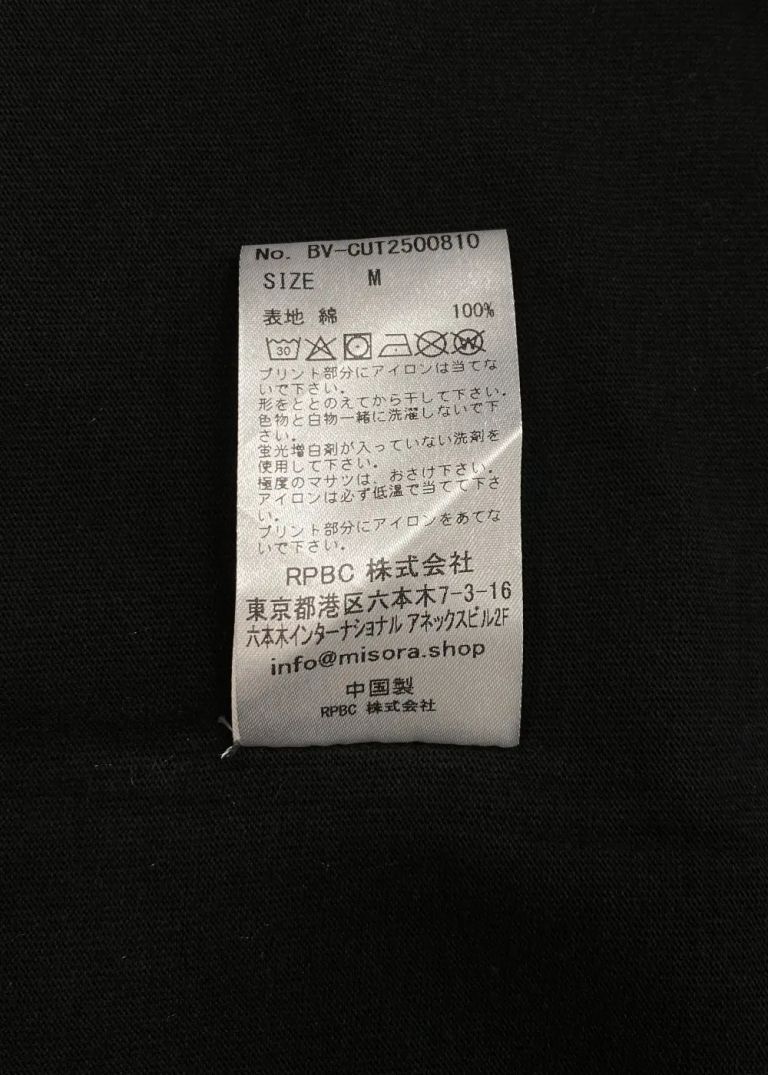 No. BV-CUT2500810
SIZE M
表地 綿 100%
30
W
プリント部分にアイロンは当てな
いで下さい。
形をととのえてから干して下さい。
色物と白物一緒に洗濯しないで下
さい。
蛍光増白剤が入っていない洗剤を
使用して下さい。
極度のマサツは、おさけ下さい。
アイロンは必ず低温で当てて下さ
い。
プリント部分にアイロンをあてな
いで下さい。
RPBC 株式会社
東京都港区六本木7-3-16
六本木インターナショナル アネックスビル2F
info@misora.shop
中国製
RPBC 株式会社